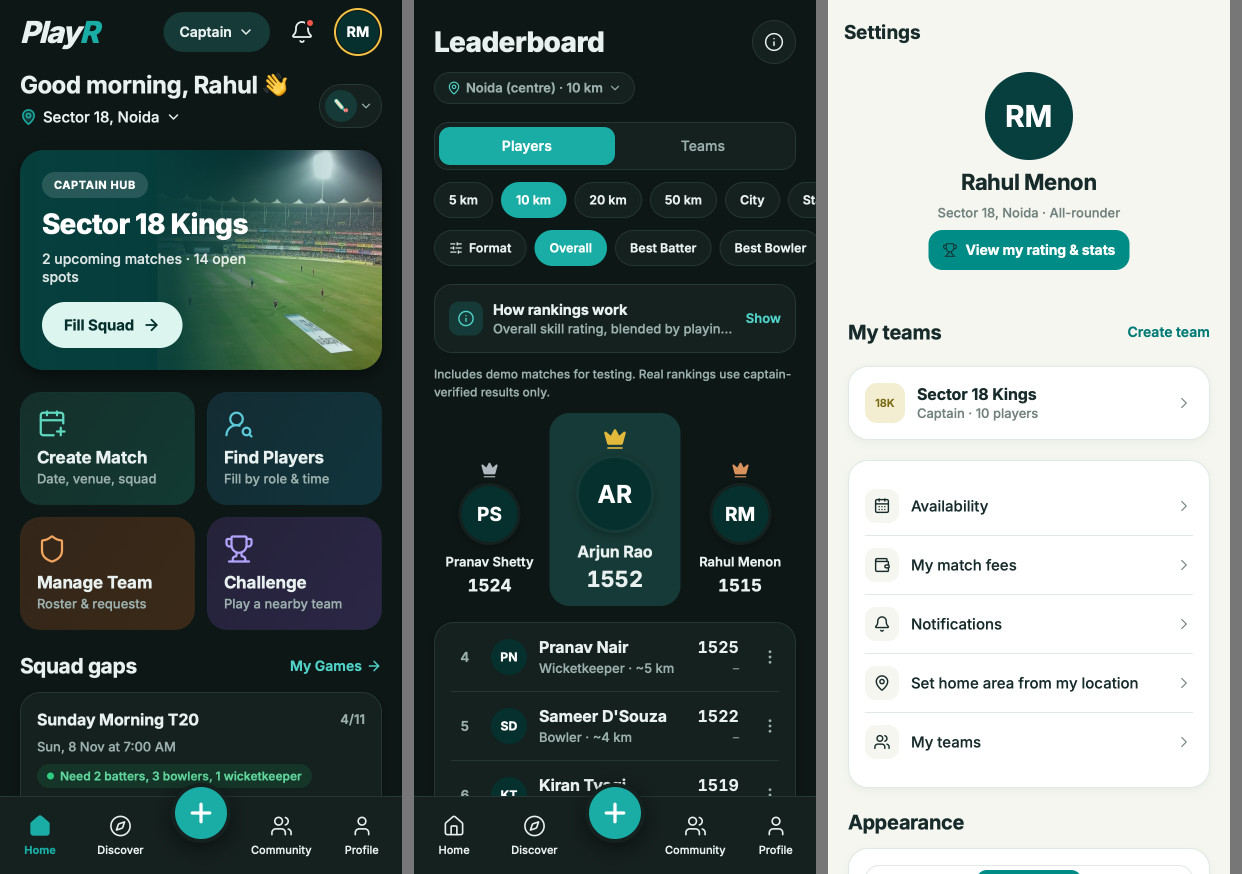 PlayR
Captain
RM
Good morning, Rahul 👋
Sector 18, Noida
CAPTAIN HUB
Sector 18 Kings
2 upcoming matches · 14 open
spots
Fill Squad
Create Match
Date, venue, squad
Find Players
Fill by role & time
Manage Team
Roster & requests
Challenge
Play a nearby team
Squad gaps
My Games
Sunday Morning T20
4/11
Sun, 8 Nov at 7:00 AM
Need 2 batters, 3 bowlers, 1 wicketkeeper
Home
Discover
Community
Profile
Leaderboard
Noida (centre) · 10 km
Players
Teams
5 km
10 km
20 km
50 km
City
St
Format
Overall
Best Batter
Best Bowler
How rankings work
Overall skill rating, blended by playin...
Show
Includes demo matches for testing. Real rankings use captain-
verified results only.
PS
Pranav Shetty
1524
AR
Arjun Rao
1552
RM
Rahul Menon
1515
4
PN
Pranav Nair
Wicketkeeper · ~5 km
1525
–
5
SD
Sameer D'Souza
Bowler · ~4 km
1522
–
6
KT
Kiran Tyagi
1519
Home
Discover
Community
Profile
Settings
RM
Rahul Menon
Sector 18, Noida · All-rounder
View my rating & stats
My teams
Create team
18K
Sector 18 Kings
Captain · 10 players
Availability
My match fees
Notifications
Set home area from my location
My teams
Appearance